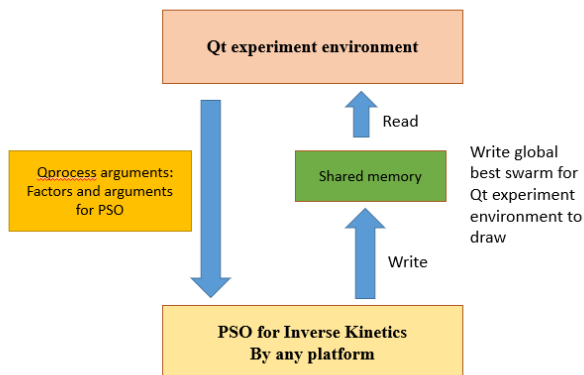 Qt experiment environment
Read
Qprocess arguments:
Factors and arguments
for PSO
Shared memory
Write global
best swarm for
Qt experiment
environment to
draw
Write
PSO for Inverse Kinetics
By any platform